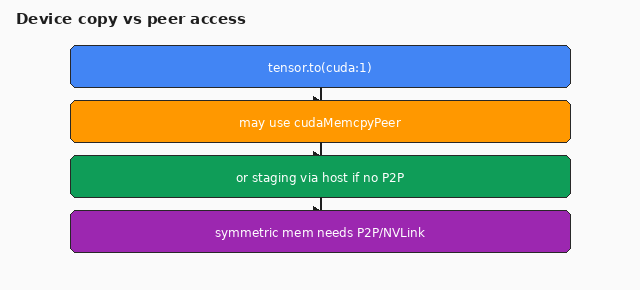 Device copy vs peer access
tensor.to(cuda:1)
may use cudaMemcpyPeer
or staging via host if no P2P
symmetric mem needs P2P/NVLink